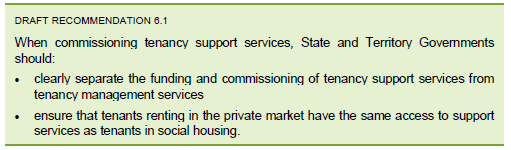 DRAFT RECOMMENDATION 6.1
When commissioning tenancy support services, State and Territory Governments
should:
• clearly separate the funding and commissioning of tenancy support services from
tenancy management services
• ensure that tenants renting in the private market have the same access to support
services as tenants in social housing.